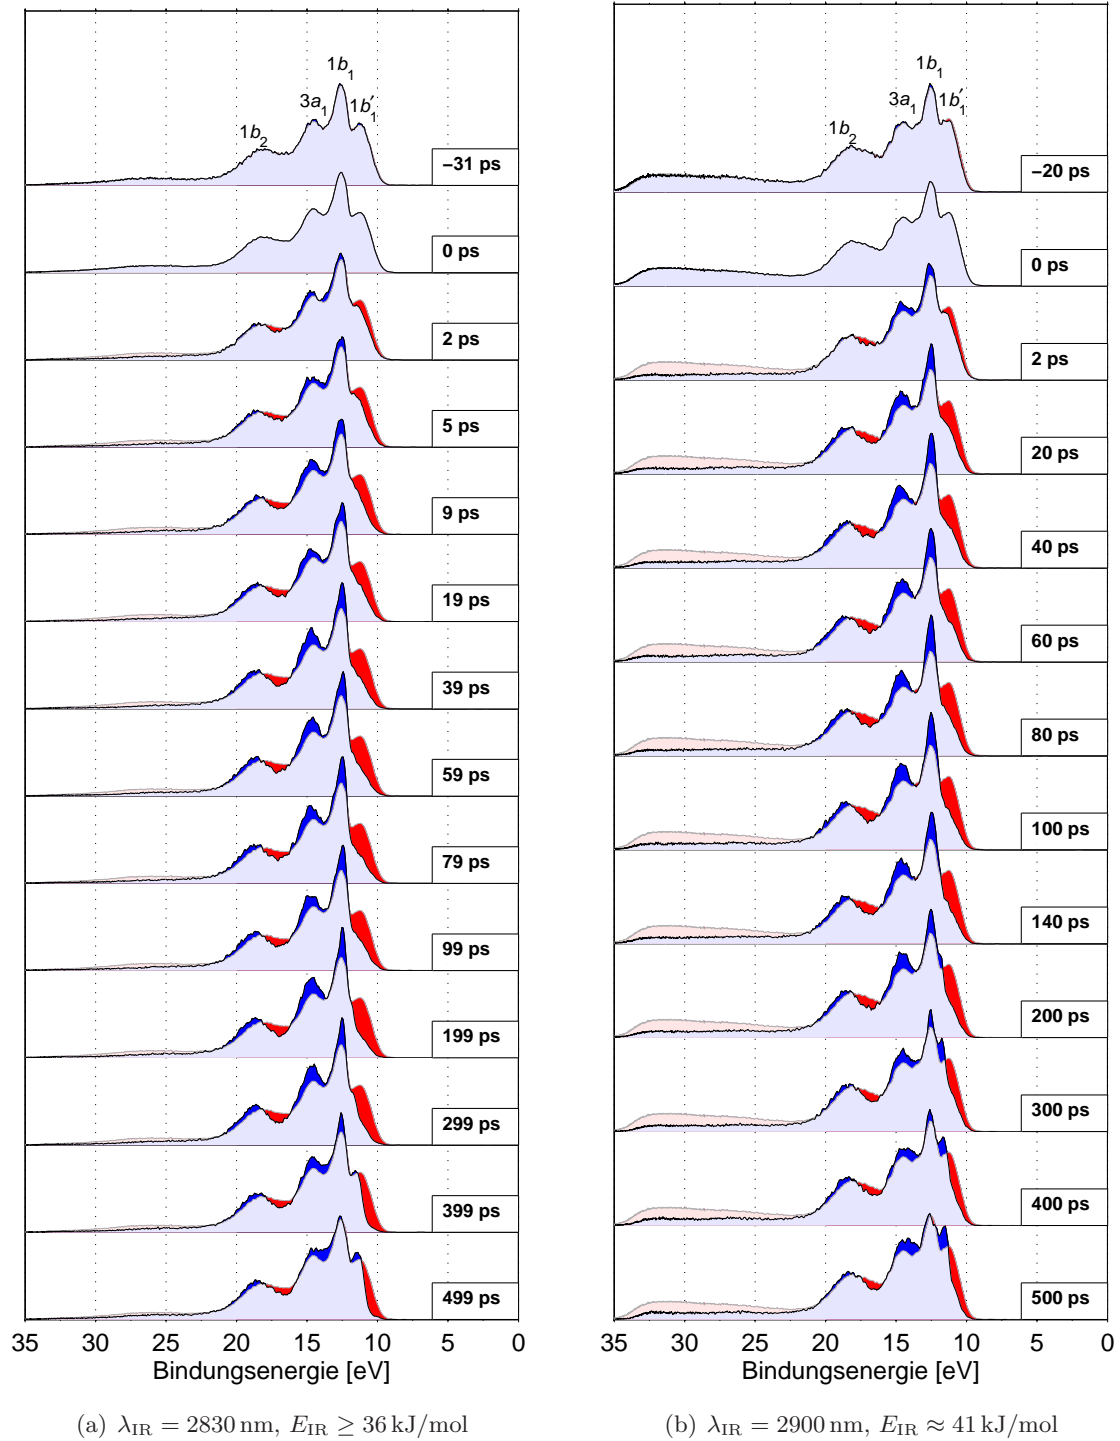 1b₂
3a₁
1b₁
1b′₁
−31 ps
0 ps
2 ps
5 ps
9 ps
19 ps
39 ps
59 ps
79 ps
99 ps
199 ps
299 ps
399 ps
499 ps
35 30 25 20 15 10 5 0
Bindungsenergie [eV]
(a) λIR = 2830 nm, EIR ≥ 36 kJ/mol
1b₂
3a₁
1b₁
1b′₁
−20 ps
0 ps
2 ps
20 ps
40 ps
60 ps
80 ps
100 ps
140 ps
200 ps
300 ps
400 ps
500 ps
35 30 25 20 15 10 5 0
Bindungsenergie [eV]
(b) λIR = 2900 nm, EIR ≈ 41 kJ/mol